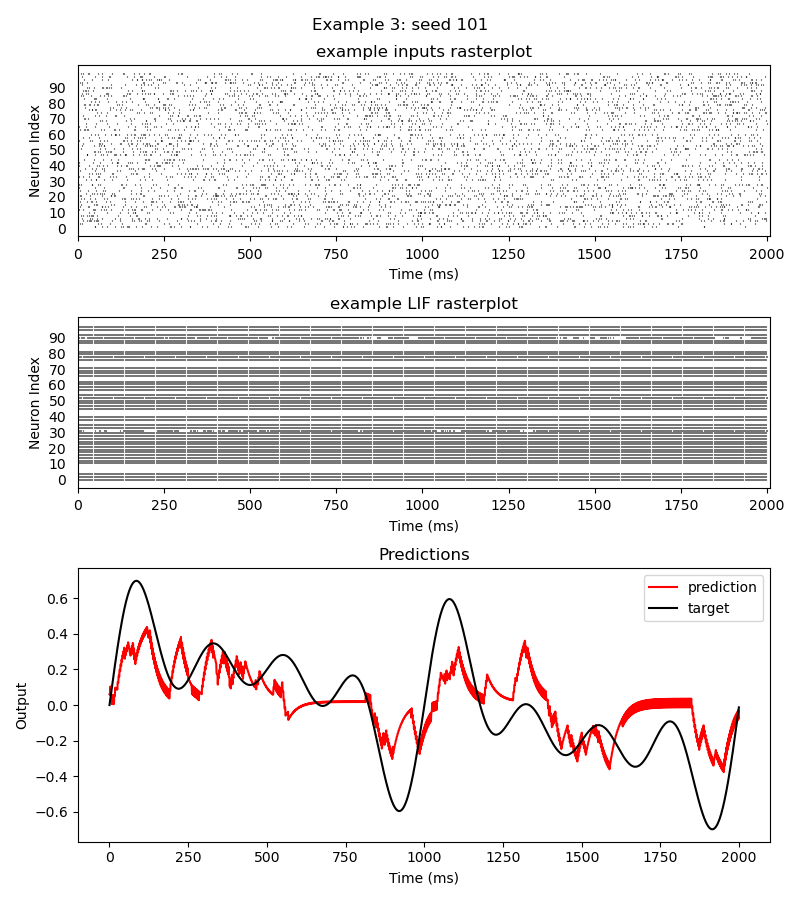 Example 3: seed 101
example inputs rasterplot
Neuron Index
90
80
70
60
50
40
30
20
10
0
0 250 500 750 1000 1250 1500 1750 2000
Time (ms)
example LIF rasterplot
Neuron Index
90
80
70
60
50
40
30
20
10
0
0 250 500 750 1000 1250 1500 1750 2000
Time (ms)
Predictions
Output
0.6
0.4
0.2
0.0
−0.2
−0.4
−0.6
prediction
target
0 250 500 750 1000 1250 1500 1750 2000
Time (ms)